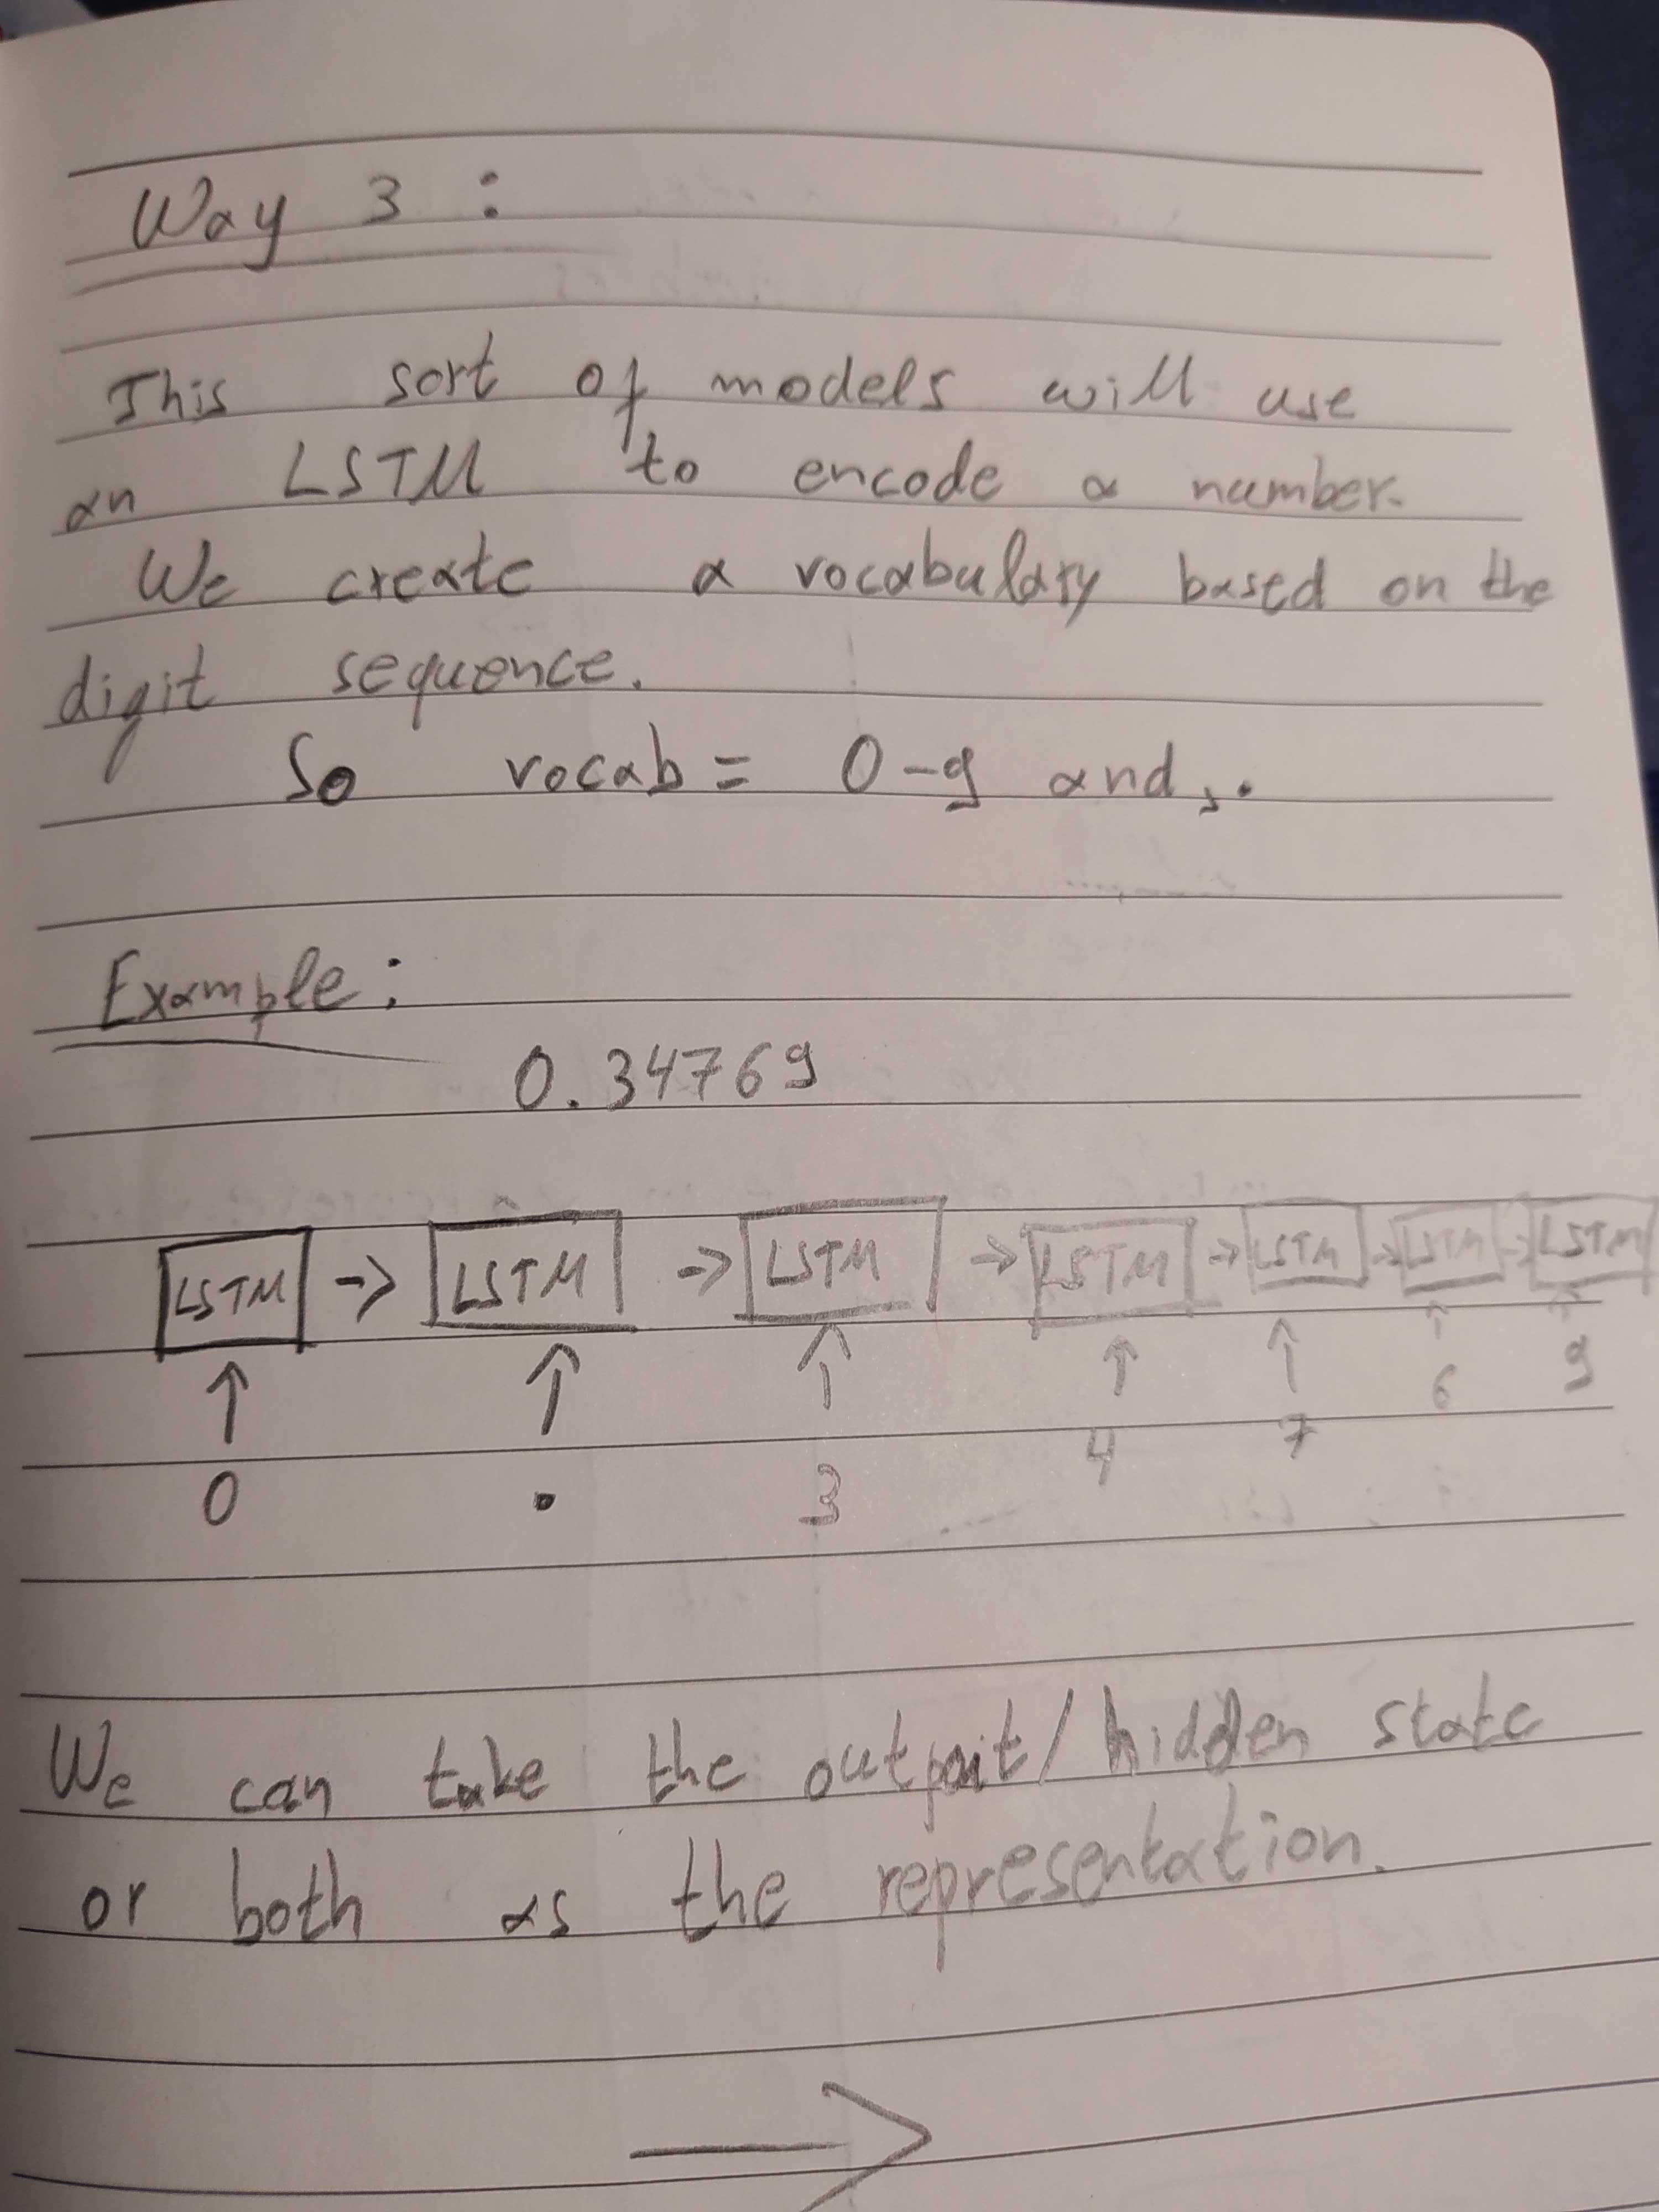 Way 3 :
This sort of models will use
an LSTM to encode a number.
We create a vocabulary based on the
digit sequence.
So vocab = 0-9 and , .
Example :
0.34769
LSTM -> LSTM -> LSTM -> LSTM -> LSTM -> LSTM -> LSTM
↑ ↑ ↑ ↑ ↑ ↑ ↑
0 . 3 4 7 6 9
We can take the output/hidden state
or both as the representation.